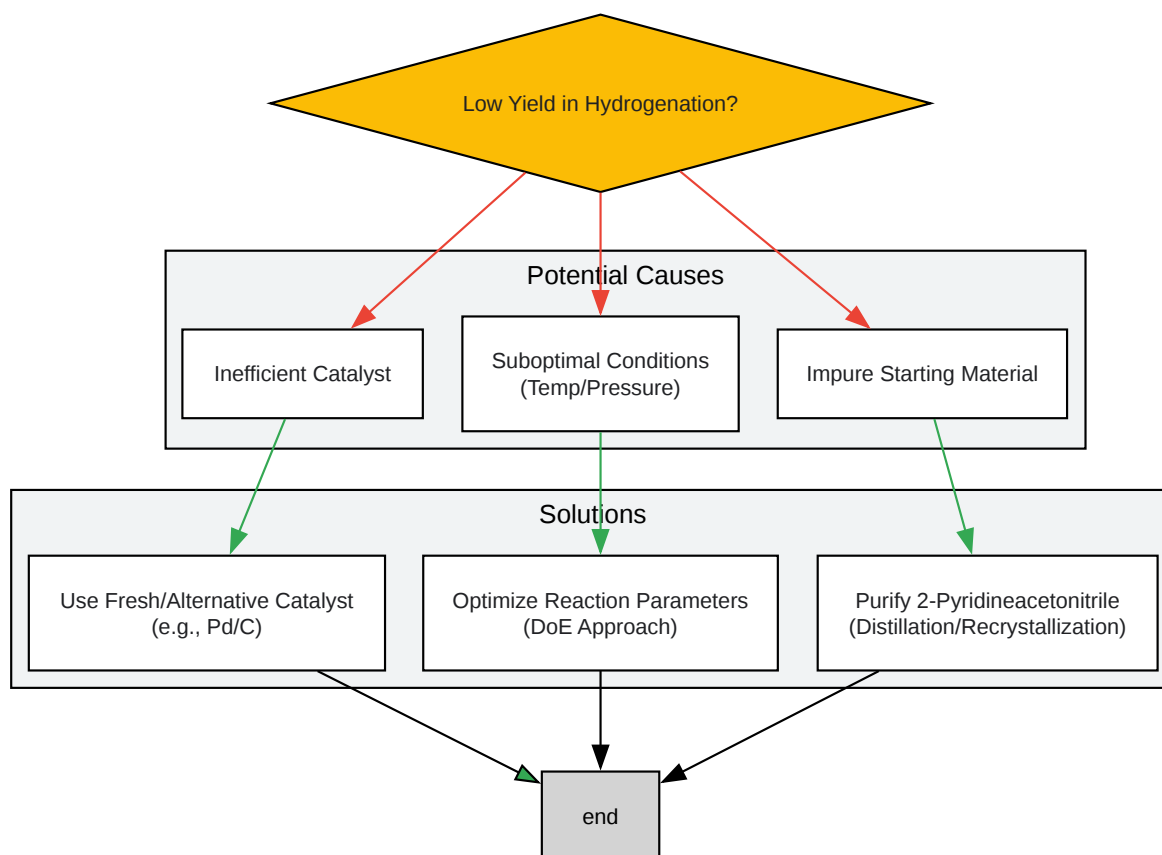 Low Yield in Hydrogenation?
Potential Causes
Inefficient Catalyst
Suboptimal Conditions
(Temp/Pressure)
Impure Starting Material
Solutions
Use Fresh/Alternative Catalyst
(e.g., Pd/C)
Optimize Reaction Parameters
(DoE Approach)
Purify 2-Pyridineacetonitrile
(Distillation/Recrystallization)
end